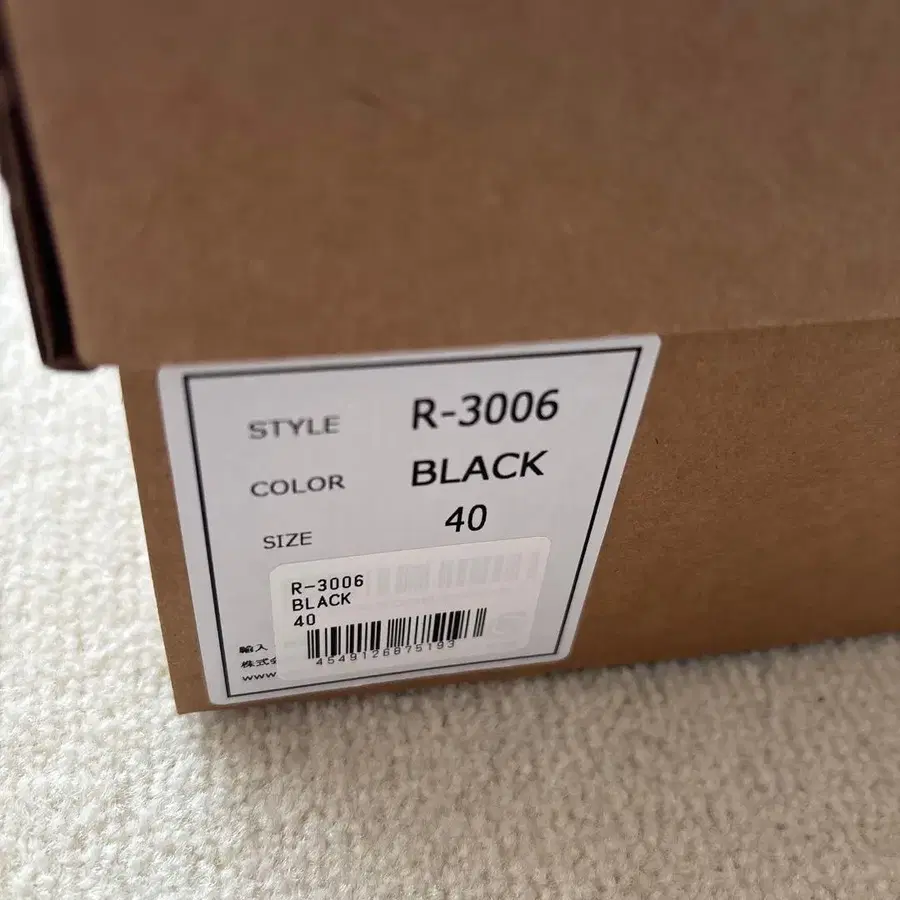 STYLE R-3006
COLOR BLACK
SIZE 40
R-3006
BLACK
40
4549126875193
輸入
株式会
www.